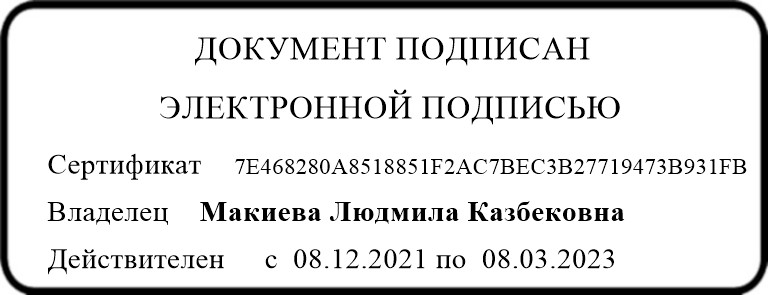 ДОКУМЕНТ ПОДПИСАН
ЭЛЕКТРОННОЙ ПОДПИСЬЮ
Сертификат 7E468280A8518851F2AC7BEC3B27719473B931FB
Владелец Макиева Людмила Казбековна
Действителен с 08.12.2021 по 08.03.2023